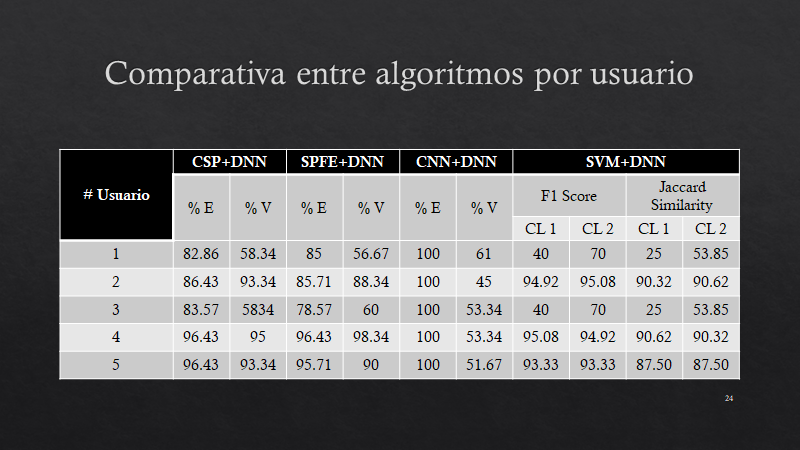 Comparativa entre algoritmos por usuario
# Usuario CSP+DNN SPFE+DNN CNN+DNN SVM+DNN
% E % V % E % V % E % V F1 Score Jaccard Similarity
CL 1 CL 2 CL 1 CL 2
1 82.86 58.34 85 56.67 100 61 40 70 25 53.85
2 86.43 93.34 85.71 88.34 100 45 94.92 95.08 90.32 90.62
3 83.57 5834 78.57 60 100 53.34 40 70 25 53.85
4 96.43 95 96.43 98.34 100 53.34 95.08 94.92 90.62 90.32
5 96.43 93.34 95.71 90 100 51.67 93.33 93.33 87.50 87.50
24